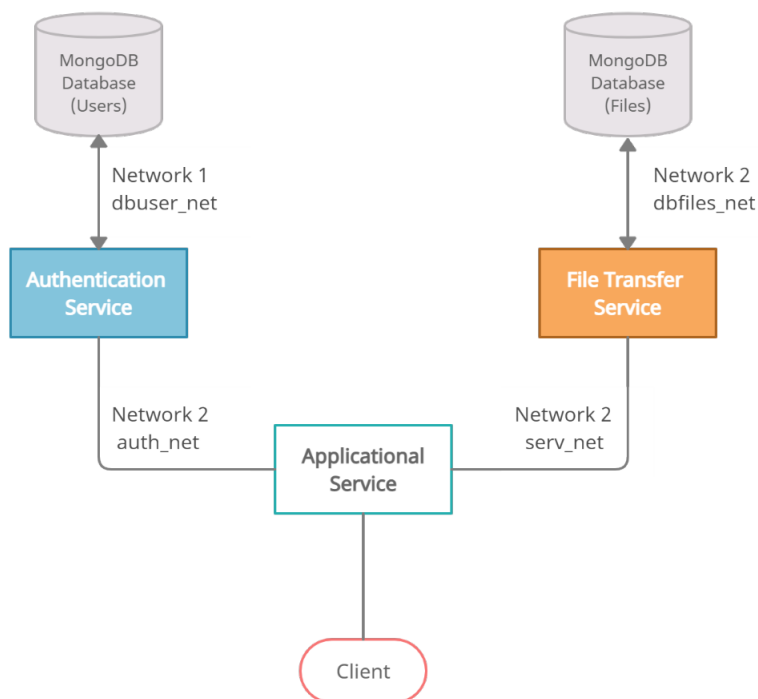 MongoDB
Database
(Users)
MongoDB
Database
(Files)
Network 1
dbuser_net
Network 2
dbfiles_net
Authentication
Service
File Transfer
Service
Network 2
auth_net
Network 2
serv_net
Applicational
Service
Client